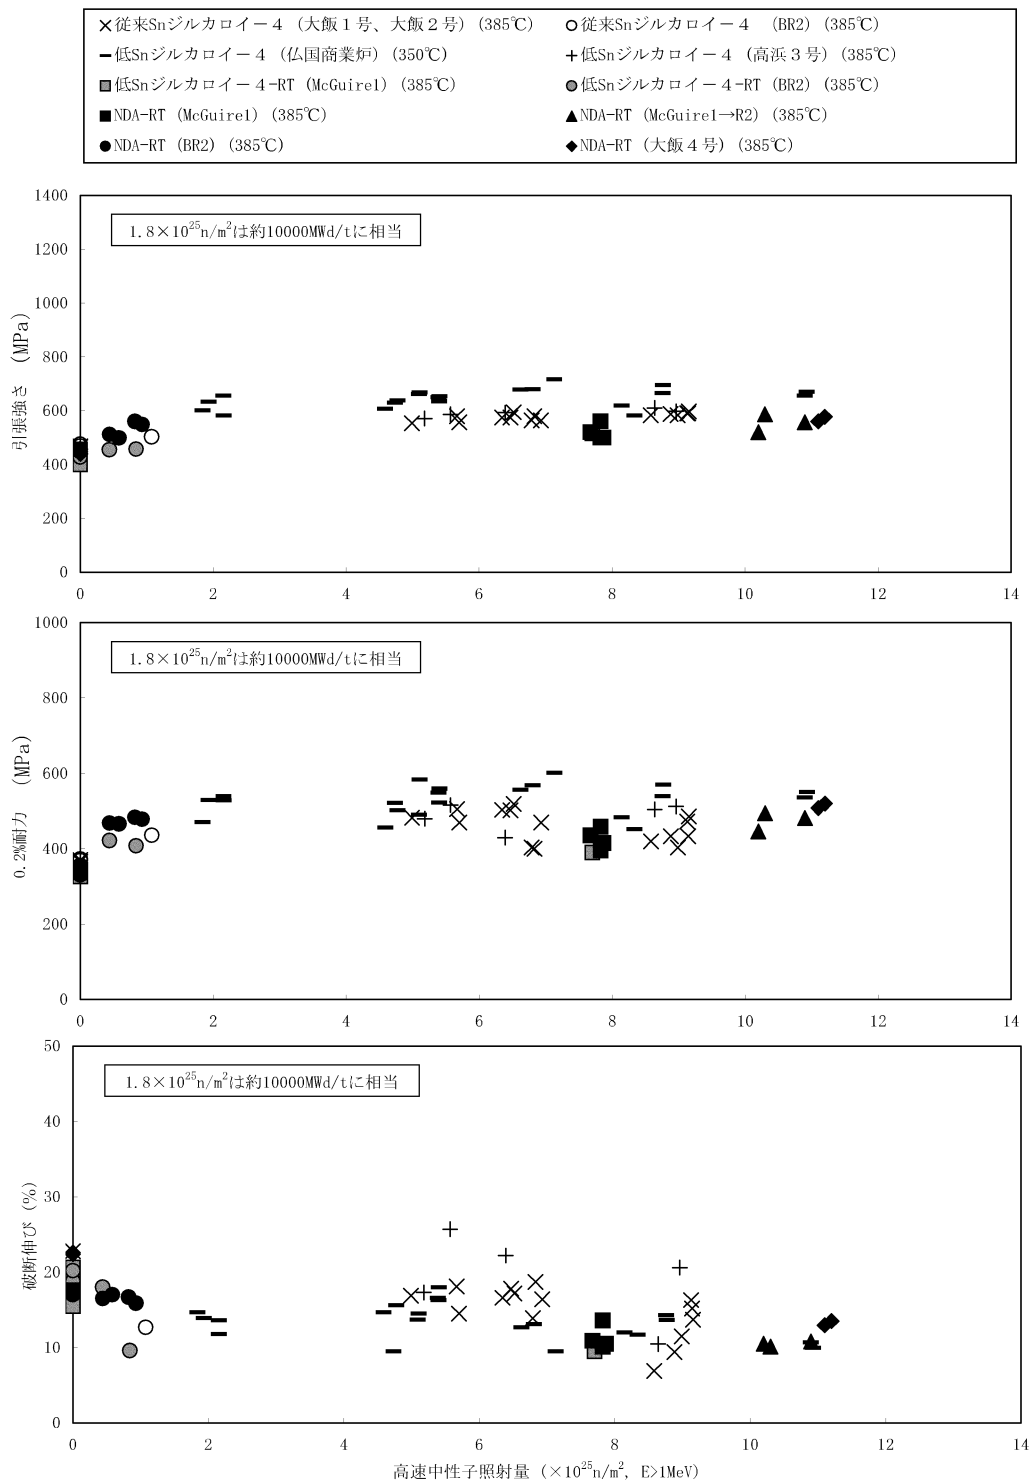 ×従来Snジルカロイー４ (大飯１号、大飯２号) (385℃)
○従来Snジルカロイー４ (BR2) (385℃)
━低Snジルカロイー４ (仏国商業炉) (350℃)
＋低Snジルカロイー４ (高浜３号) (385℃)
低Snジルカロイー４-RT (McGuire1) (385℃)
低Snジルカロイー４-RT (BR2) (385℃)
■NDA-RT (McGuire1) (385℃)
▲NDA-RT (McGuire1→R2) (385℃)
●NDA-RT (BR2) (385℃)
◆NDA-RT (大飯４号) (385℃)
1400
1200
1000
800
600
400
200
0
引張強さ (MPa)
1.8×10²⁵n/m²は約10000MWd/tに相当
0 2 4 6 8 10 12 14
1000
800
600
400
200
0
0.2%耐力 (MPa)
1.8×10²⁵n/m²は約10000MWd/tに相当
0 2 4 6 8 10 12 14
50
40
30
20
10
0
破断伸び (%)
1.8×10²⁵n/m²は約10000MWd/tに相当
0 2 4 6 8 10 12 14
高速中性子照射量 (×10²⁵n/m², E>1MeV)